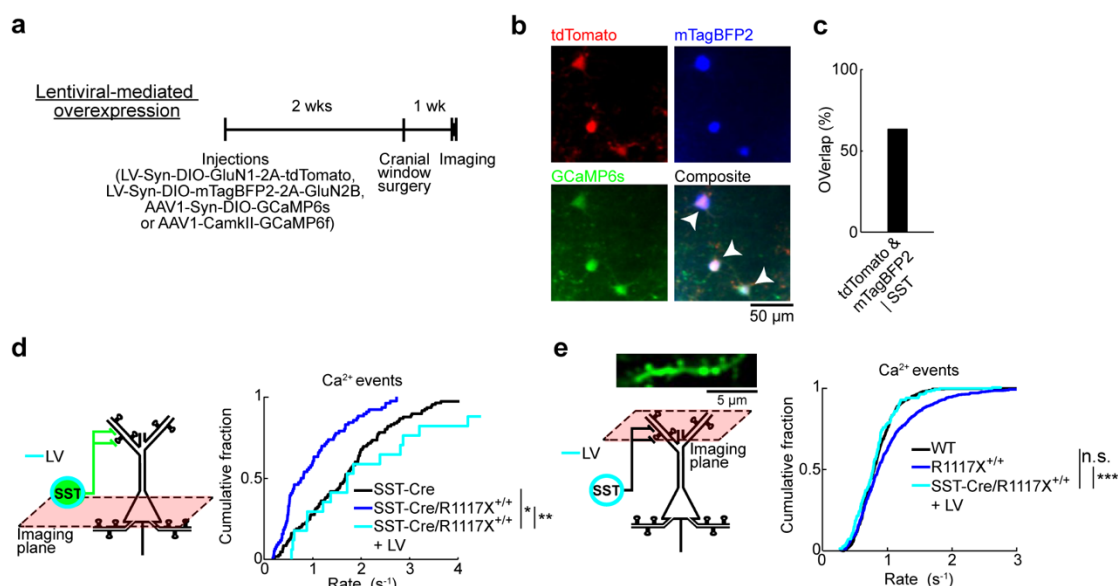 a
Lentiviral-mediated
overexpression
2 wks
1 wk
Injections
(LV-Syn-DIO-GluN1-2A-tdTomato,
LV-Syn-DIO-mTagBFP2-2A-GluN2B,
AAV1-Syn-DIO-GCaMP6s
or AAV1-CamkII-GCaMP6f)
Cranial
window
surgery
Imaging
b
tdTomato
mTagBFP2
GCaMP6s
Composite
50 µm
c
OVerlap (%)
100
50
0
tdTomato &
mTagBFP2
| SST
d
LV
SST
Imaging
plane
Ca²⁺ events
Cumulative fraction
1
0.5
0
0 1 2 3 4
Rate (s⁻¹)
SST-Cre
SST-Cre/R1117X⁺/⁺
SST-Cre/R1117X⁺/⁺
+ LV
*
**
e
5 µm
LV
SST
Imaging
plane
Ca²⁺ events
Cumulative fraction
1
0.5
0
0 1 2 3
Rate (s⁻¹)
WT
R1117X⁺/⁺
SST-Cre/R1117X⁺/⁺
+ LV
n.s.
***